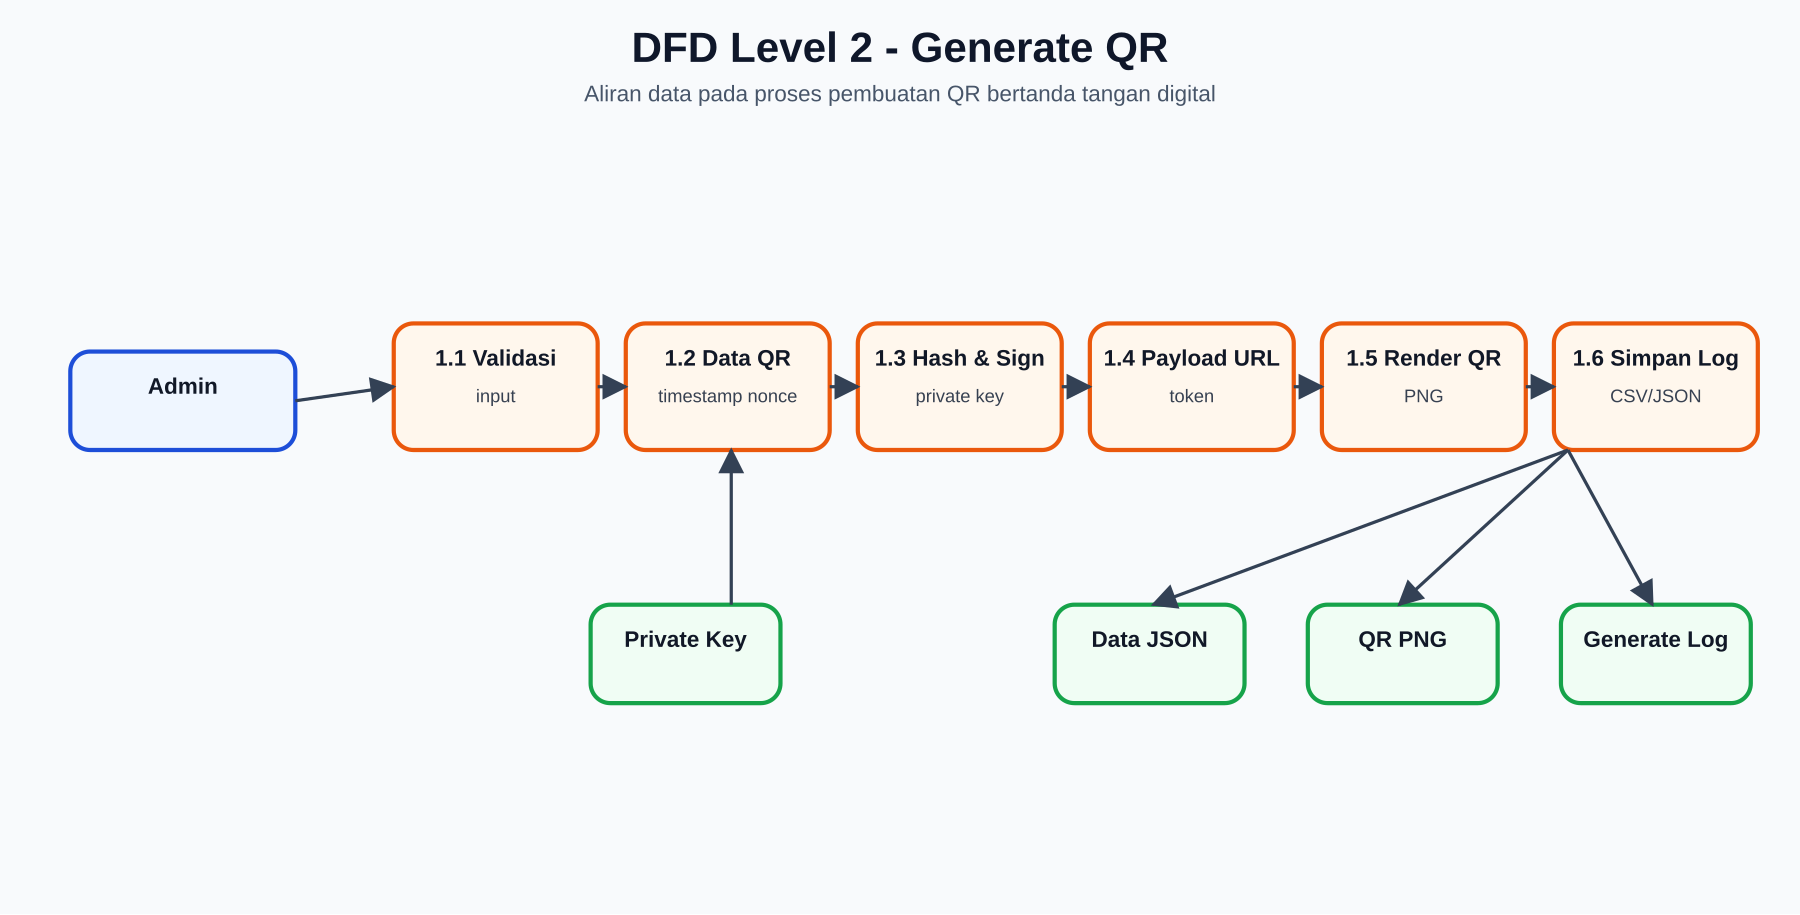 DFD Level 2 - Generate QR
Aliran data pada proses pembuatan QR bertanda tangan digital
Admin
1.1 Validasi
input
1.2 Data QR
timestamp nonce
1.3 Hash & Sign
private key
1.4 Payload URL
token
1.5 Render QR
PNG
1.6 Simpan Log
CSV/JSON
Private Key
Data JSON
QR PNG
Generate Log